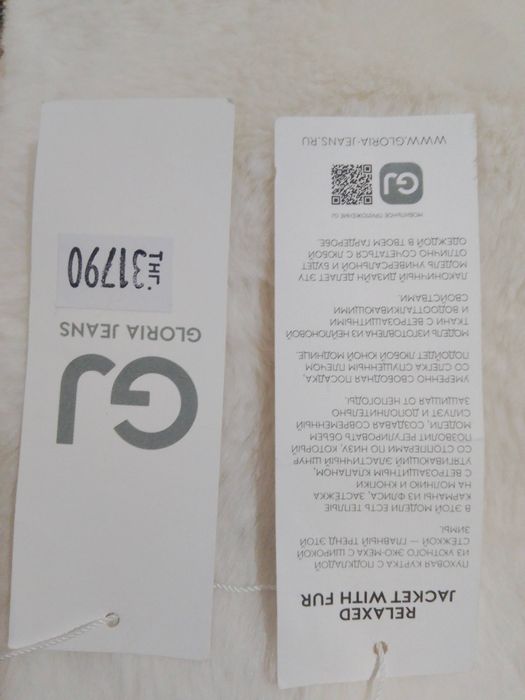 RELAXED
JACKET WITH FUR
ПУХОВАЯ КУРТКА С ПОДКЛАДОЙ
ИЗ УЮТНОГО ЭКО-МЕХА С ШИРОКОЙ
СТЕЖКОЙ — ГЛАВНЫЙ ТРЕНД ЭТОЙ
ЗИМЫ.
В ЭТОЙ МОДЕЛИ ЕСТЬ ТЕПЛЫЕ
КАРМАНЫ ИЗ ФЛИСА, ЗАСТЕЖКА
НА МОЛНИЮ И КНОПКИ
С ВЕТРОЗАЩИТНЫМ КЛАПАНОМ,
УТЯГИВАЮЩИЙ ЭЛАСТИЧНЫЙ ШНУР
СО СТОППЕРАМИ ПО НИЗУ, КОТОРЫЙ
ПОЗВОЛИТ РЕГУЛИРОВАТЬ ОБЪЕМ
МОДЕЛИ, СОЗДАВАЯ СОВРЕМЕННЫЙ
СИЛУЭТ И ДОПОЛНИТЕЛЬНО
ЗАЩИЩАЯ ОТ НЕПОГОДЫ.
УМЕРЕННО СВОБОДНАЯ ПОСАДКА,
СО СЛЕГКА СПУЩЕННЫМ ПЛЕЧОМ
ПОДОЙДЕТ ЛЮБОЙ ЮНОЙ МОДНИЦЕ.
МОДЕЛЬ ИЗГОТОВЛЕНА ИЗ НЕЙЛОНОВОЙ
ТКАНИ С ВЕТРОЗАЩИТНЫМИ
И ВОДООТТАЛКИВАЮЩИМИ
СВОЙСТВАМИ.
ЛАКОНИЧНЫЙ ДИЗАЙН ДЕЛАЕТ ЭТУ
МОДЕЛЬ УНИВЕРСАЛЬНОЙ И БУДЕТ
ОТЛИЧНО СОЧЕТАТЬСЯ С ЛЮБОЙ
ОДЕЖДОЙ В ТВОЕМ ГАРДЕРОБЕ.
МОБИЛЬНОЕ ПРИЛОЖЕНИЕ GJ
GJ
WWW.GLORIA-JEANS.RU
GJ
GLORIA JEANS
ТНГ. 31790